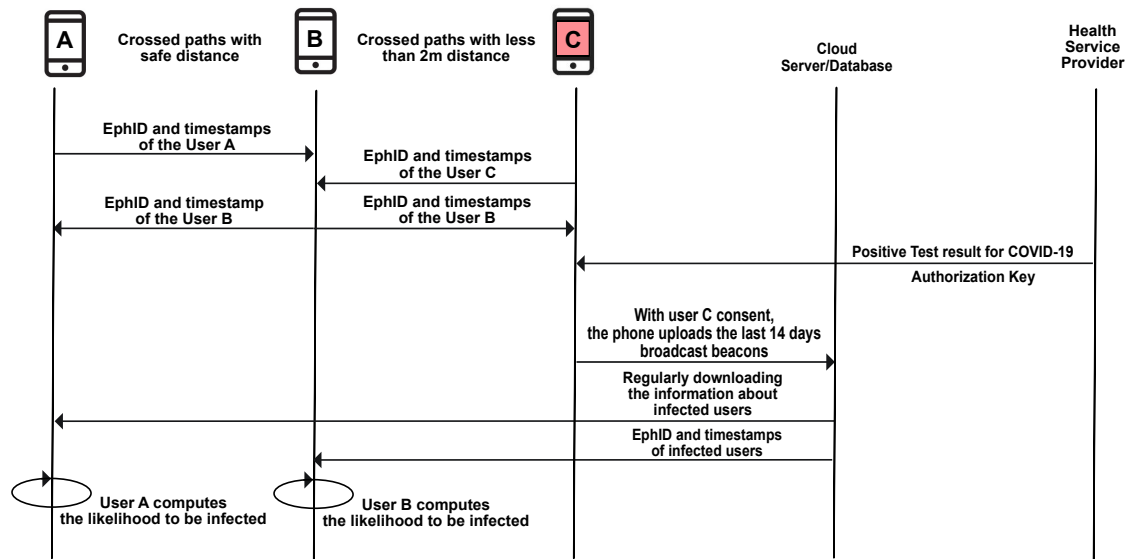 A
Crossed paths with
safe distance
B
Crossed paths with less
than 2m distance
C
Cloud
Server/Database
Health
Service
Provider
EphID and timestamps
of the User A
EphID and timestamps
of the User C
EphID and timestamp
of the User B
EphID and timestamps
of the User B
Positive Test result for COVID-19
Authorization Key
With user C consent,
the phone uploads the last 14 days
broadcast beacons
Regularly downloading
the information about
infected users
EphID and timestamps
of infected users
User A computes
the likelihood to be infected
User B computes
the likelihood to be infected